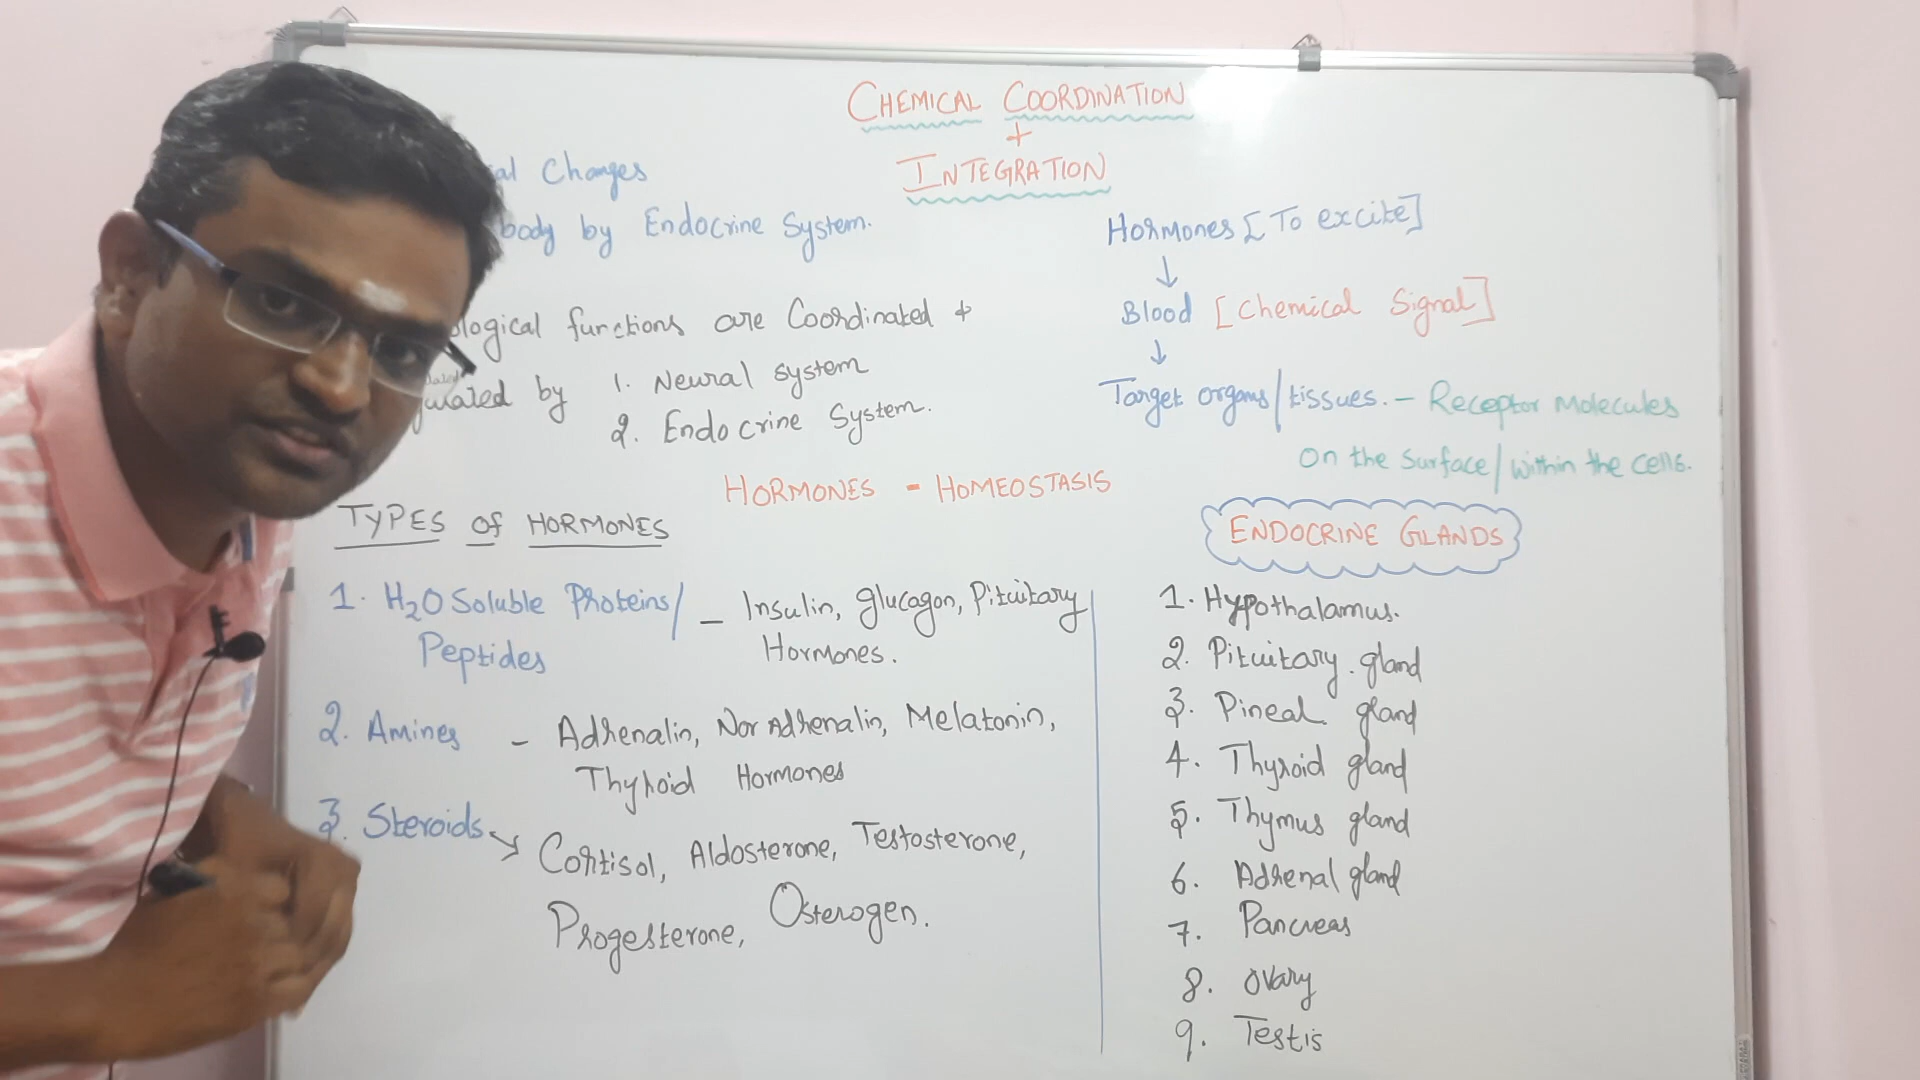 CHEMICAL COORDINATION
+
INTEGRATION
al Changes
body by Endocrine System.
ological functions are Coordinated &
by 1. Neural system
2. Endocrine System.
HORMONES - HOMEOSTASIS
Hormones [To excite]
↓
Blood [Chemical Signal]
↓
Target organs/tissues. - Receptor Molecules
On the Surface/within the cells.
TYPES of HORMONES
1. H2O Soluble Proteins/ - Insulin, Glucagon, Pituitary
Peptides Hormones.
2. Amines - Adrenalin, Nor Adrenalin, Melatonin,
Thyroid Hormones
3. Steroids → Cortisol, Aldosterone, Testosterone,
Progesterone, Osterogen.
ENDOCRINE GLANDS
1. Hypothalamus.
2. Pituitary. gland
3. Pineal gland
4. Thyroid gland
5. Thymus gland
6. Adrenal gland
7. Pancreas
8. Ovary
9. Testis